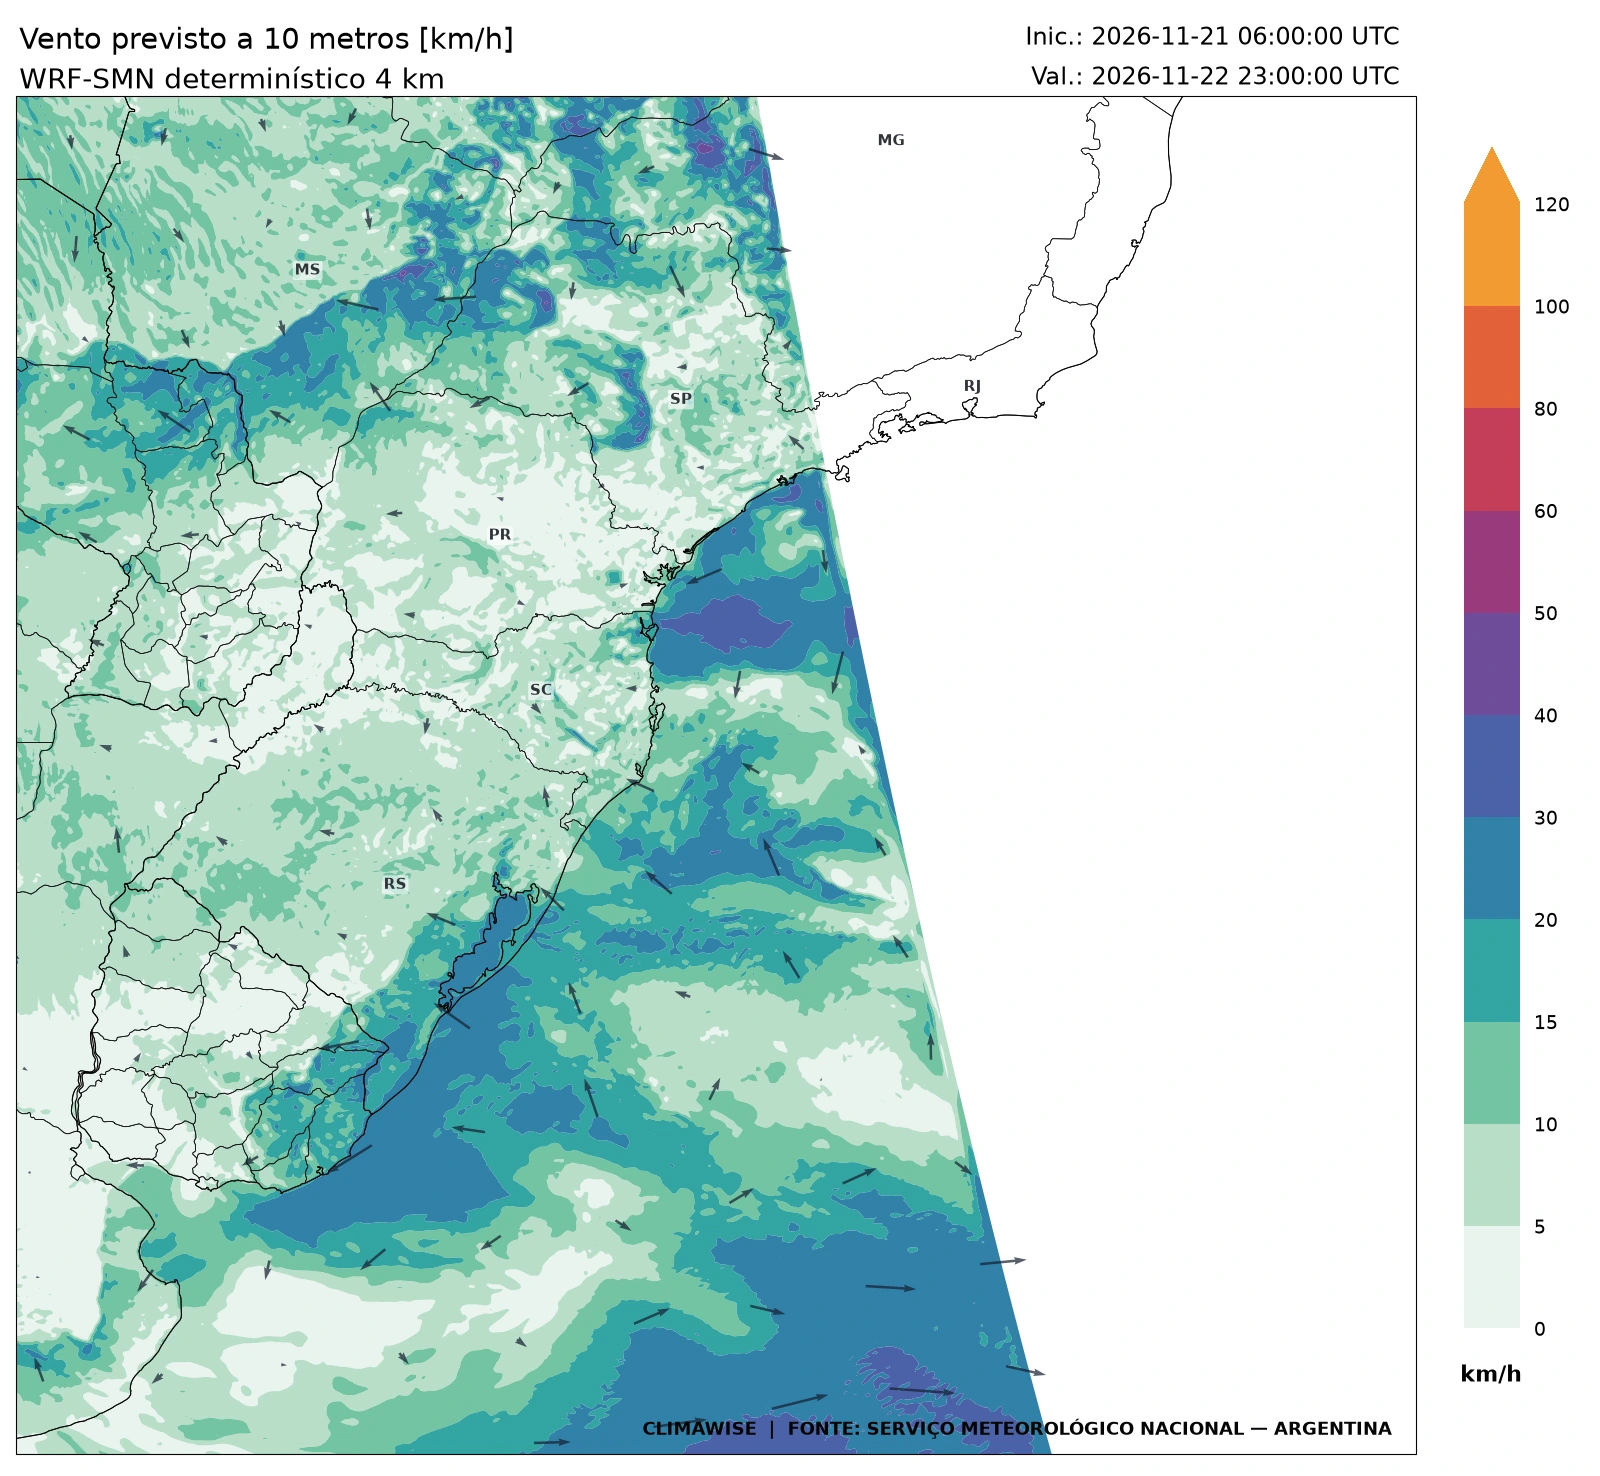 Vento previsto a 10 metros [km/h]
WRF-SMN determinístico 4 km
Inic.: 2026-11-21 06:00:00 UTC
Val.: 2026-11-22 23:00:00 UTC
MG
MS
RJ
SP
PR
SC
RS
120
100
80
60
50
40
30
20
15
10
5
0
km/h
CLIMAWISE | FONTE: SERVIÇO METEOROLÓGICO NACIONAL — ARGENTINA